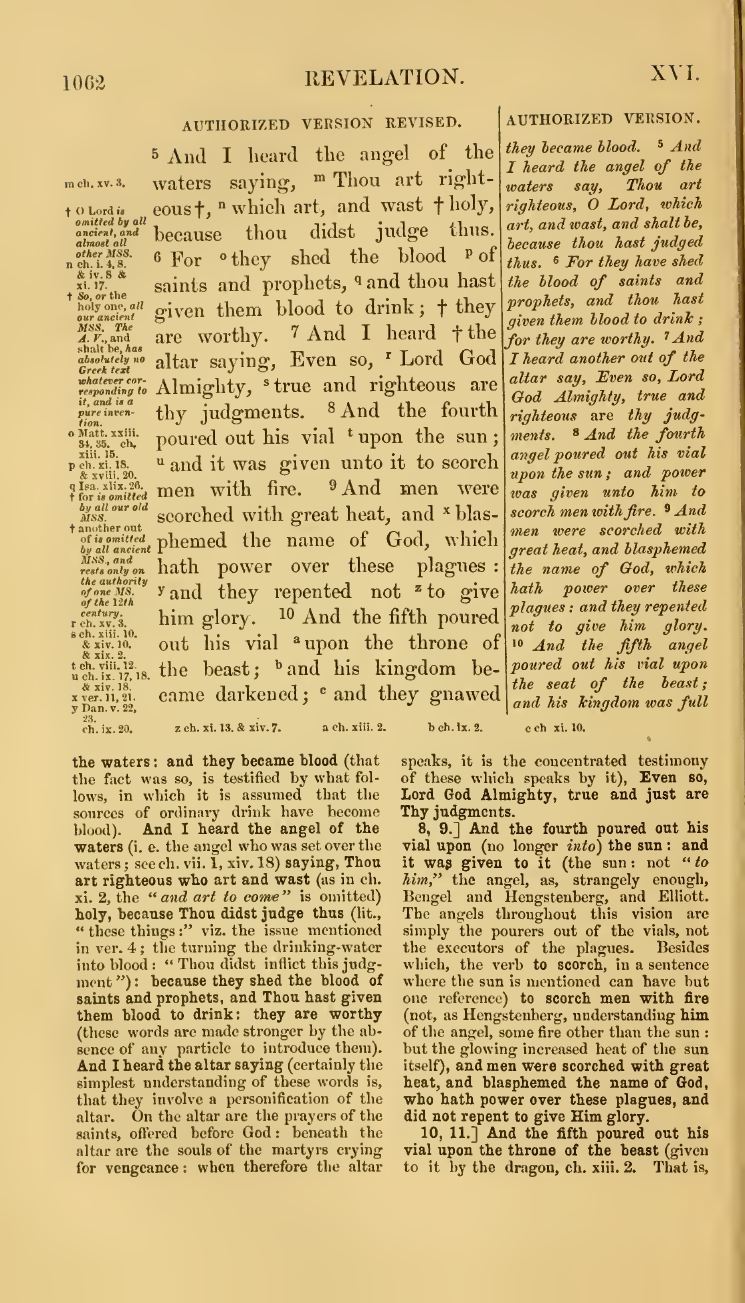 1062
REVELATION.
XVI.
AUTHORIZED VERSION REVISED.
m ch. xv. 3.
† O Lord is
omitted by all
ancient, and
almost all
other MSS.
n ch. i. 4, 8.
& iv. 8 &
xi. 17.
† So, or the
holy one, all
our ancient
MSS. The
A. V., and
shalt be, has
absolutely no
Greek text
whatever cor-
responding to
it, and is a
pure inven-
tion.
o Matt. xxiii.
34, 35. ch.
xiii. 15.
p ch. xi. 18.
& xviii. 20.
q Isa. xlix. 26.
† for is omitted
by all our old
MSS.
† another out
of is omitted
by all ancient
MSS., and
rests only on
the authority
of one MS.
of the 12th
century.
r ch. xv. 3.
s ch. xiii. 10.
& xiv. 10.
& xix. 2.
t ch. viii. 12.
u ch. ix. 17, 18.
& xiv. 18.
x ver. 11, 21.
y Dan. v. 22,
23.
ch. ix. 20.
5 And I heard the angel of the
waters saying, m Thou art right-
eous†, n which art, and wast † holy,
because thou didst judge thus.
6 For o they shed the blood p of
saints and prophets, q and thou hast
given them blood to drink ; † they
are worthy. 7 And I heard † the
altar saying, Even so, r Lord God
Almighty, s true and righteous are
thy judgments. 8 And the fourth
poured out his vial t upon the sun ;
u and it was given unto it to scorch
men with fire. 9 And men were
scorched with great heat, and x blas-
phemed the name of God, which
hath power over these plagues :
y and they repented not z to give
him glory. 10 And the fifth poured
out his vial a upon the throne of
the beast; b and his kingdom be-
came darkened; c and they gnawed
z ch. xi. 13. & xiv. 7.
a ch. xiii. 2.
b ch. ix. 2.
c ch xi. 10.
AUTHORIZED VERSION.
they became blood. 5 And
I heard the angel of the
waters say, Thou art
righteous, O Lord, which
art, and wast, and shalt be,
because thou hast judged
thus. 6 For they have shed
the blood of saints and
prophets, and thou hast
given them blood to drink ;
for they are worthy. 7 And
I heard another out of the
altar say, Even so, Lord
God Almighty, true and
righteous are thy judg-
ments. 8 And the fourth
angel poured out his vial
upon the sun ; and power
was given unto him to
scorch men with fire. 9 And
men were scorched with
great heat, and blasphemed
the name of God, which
hath power over these
plagues : and they repented
not to give him glory.
10 And the fifth angel
poured out his vial upon
the seat of the beast ;
and his kingdom was full
the waters: and they became blood (that
the fact was so, is testified by what fol-
lows, in which it is assumed that the
sources of ordinary drink have become
blood). And I heard the angel of the
waters (i. e. the angel who was set over the
waters ; see ch. vii. 1, xiv. 18) saying, Thou
art righteous who art and wast (as in ch.
xi. 2, the “and art to come” is omitted)
holy, because Thou didst judge thus (lit.,
“ these things :” viz. the issue mentioned
in ver. 4 ; the turning the drinking-water
into blood : “ Thou didst inflict this judg-
ment ”): because they shed the blood of
saints and prophets, and Thou hast given
them blood to drink: they are worthy
(these words are made stronger by the ab-
sence of any particle to introduce them).
And I heard the altar saying (certainly the
simplest understanding of these words is,
that they involve a personification of the
altar. On the altar are the prayers of the
saints, offered before God : beneath the
altar are the souls of the martyrs crying
for vengeance : when therefore the altar
speaks, it is the concentrated testimony
of these which speaks by it), Even so,
Lord God Almighty, true and just are
Thy judgments.
8, 9.] And the fourth poured out his
vial upon (no longer into) the sun : and
it was given to it (the sun : not “to
him,” the angel, as, strangely enough,
Bengel and Hengstenberg, and Elliott.
The angels throughout this vision are
simply the pourers out of the vials, not
the executors of the plagues. Besides
which, the verb to scorch, in a sentence
where the sun is mentioned can have but
one reference) to scorch men with fire
(not, as Hengstenberg, understanding him
of the angel, some fire other than the sun :
but the glowing increased heat of the sun
itself), and men were scorched with great
heat, and blasphemed the name of God,
who hath power over these plagues, and
did not repent to give Him glory.
10, 11.] And the fifth poured out his
vial upon the throne of the beast (given
to it by the dragon, ch. xiii. 2. That is,